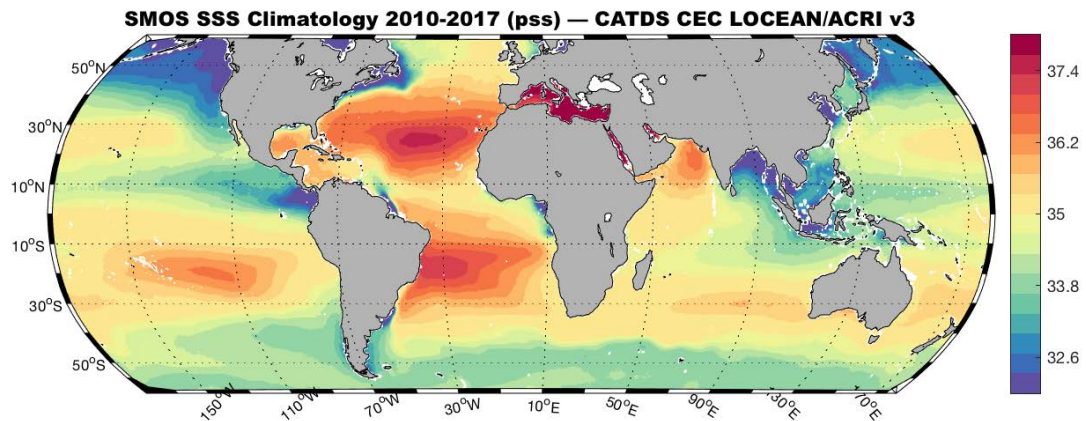 SMOS SSS Climatology 2010-2017 (pss) — CATDS CEC LOCEAN/ACRI v3
50°N
30°N
10°N
10°S
30°S
50°S
150°W
110°W
70°W
30°W
10°E
50°E
90°E
130°E
170°E
37.4
36.2
35
33.8
32.6